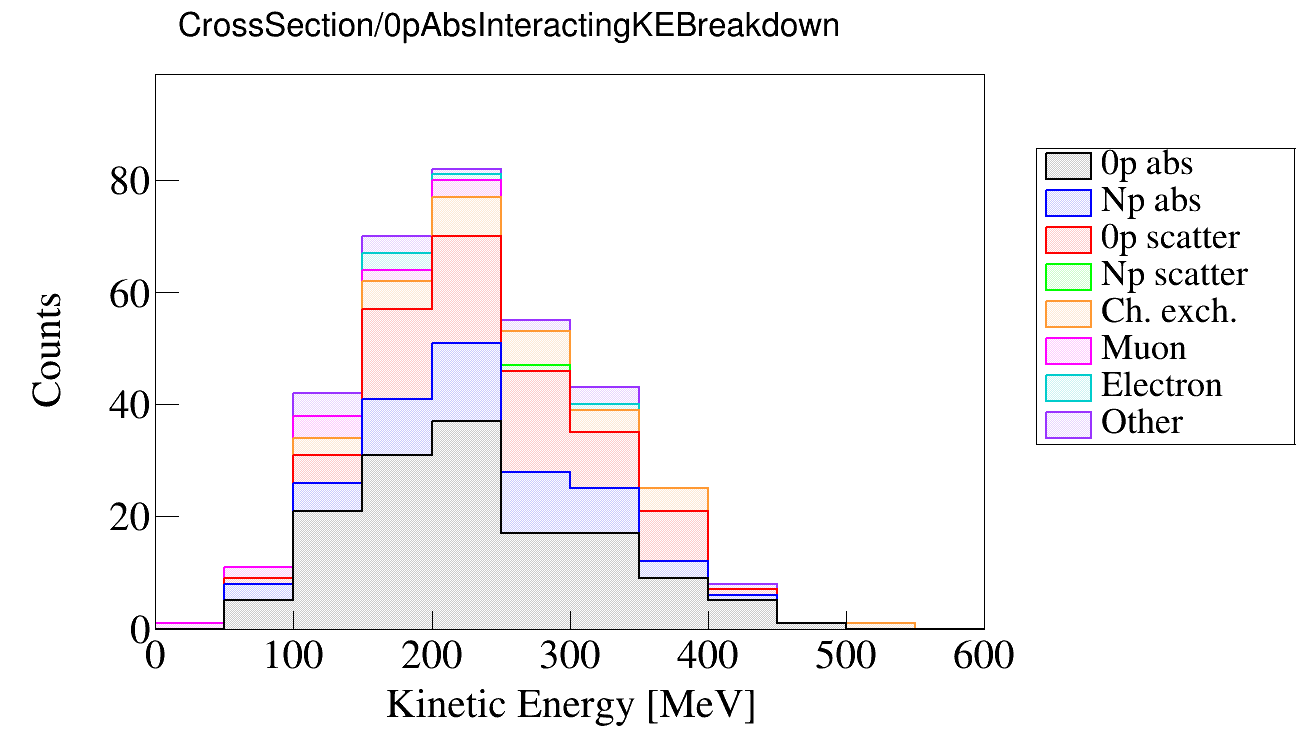 CrossSection/0pAbsInteractingKEBreakdown
80
60
40
20
0
Counts
0 100 200 300 400 500 600
Kinetic Energy [MeV]
0p abs
Np abs
0p scatter
Np scatter
Ch. exch.
Muon
Electron
Other